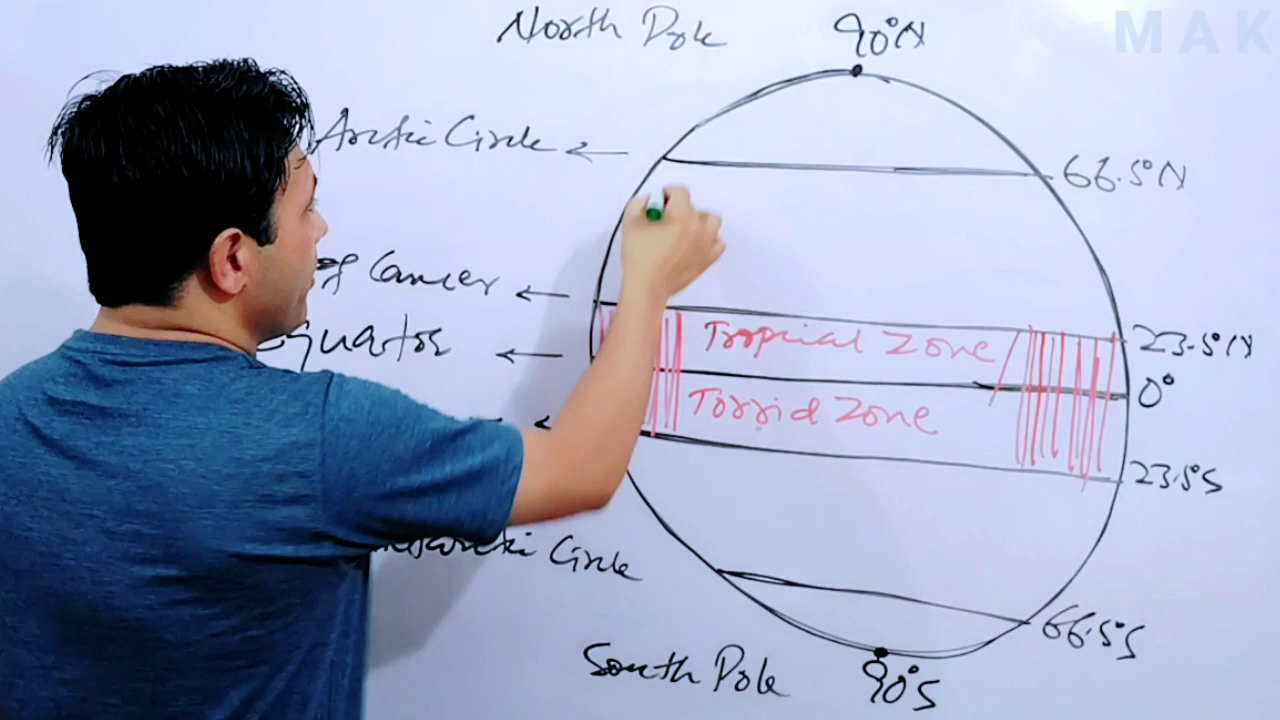 MAK
North Pole 90°N
Arctic Circle ← 66.5°N
of Cancer ← 23.5°N
Tropical Zone
Equator ← 0°
Torrid Zone
23.5°S
Circle 66.5°S
South Pole 90°S